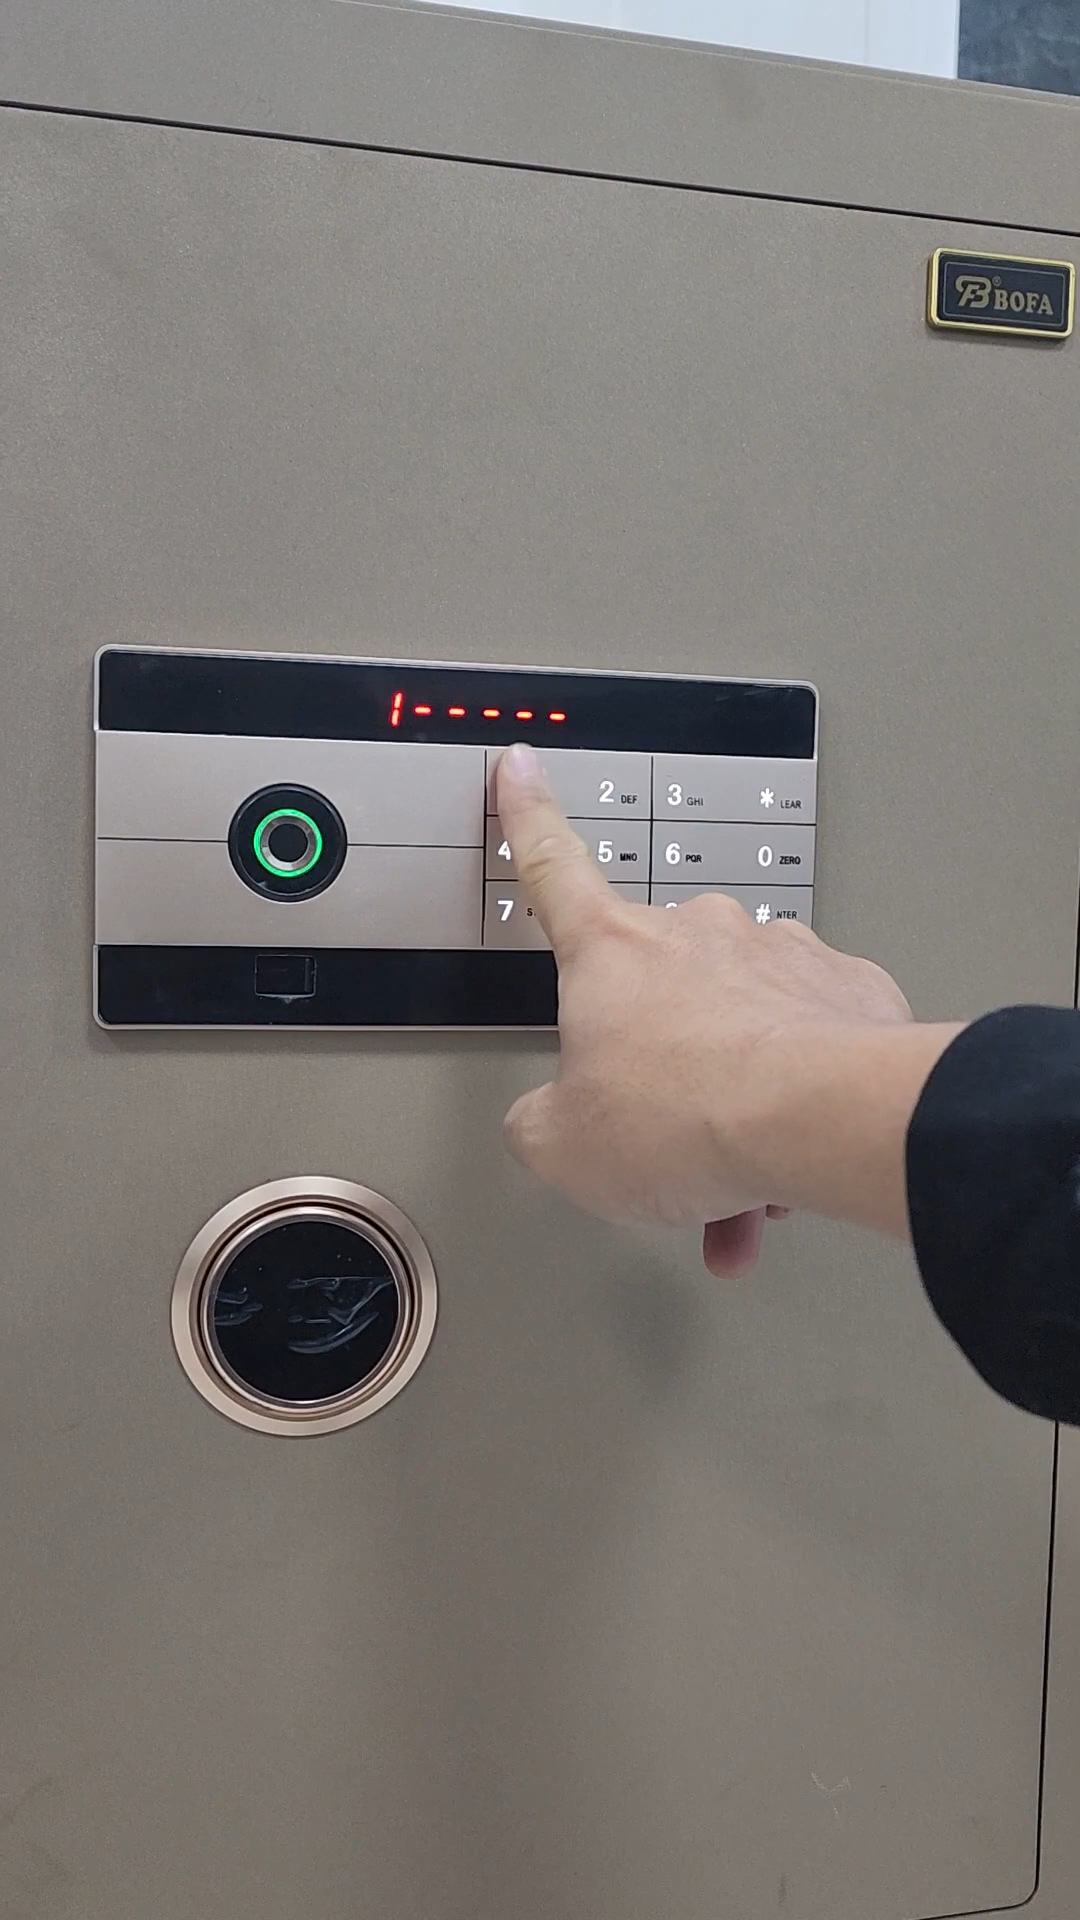 BOFA
1-----
2 DEF 3 GHI * LEAR
4 5 MNO 6 PQR 0 ZERO
7 # NTER